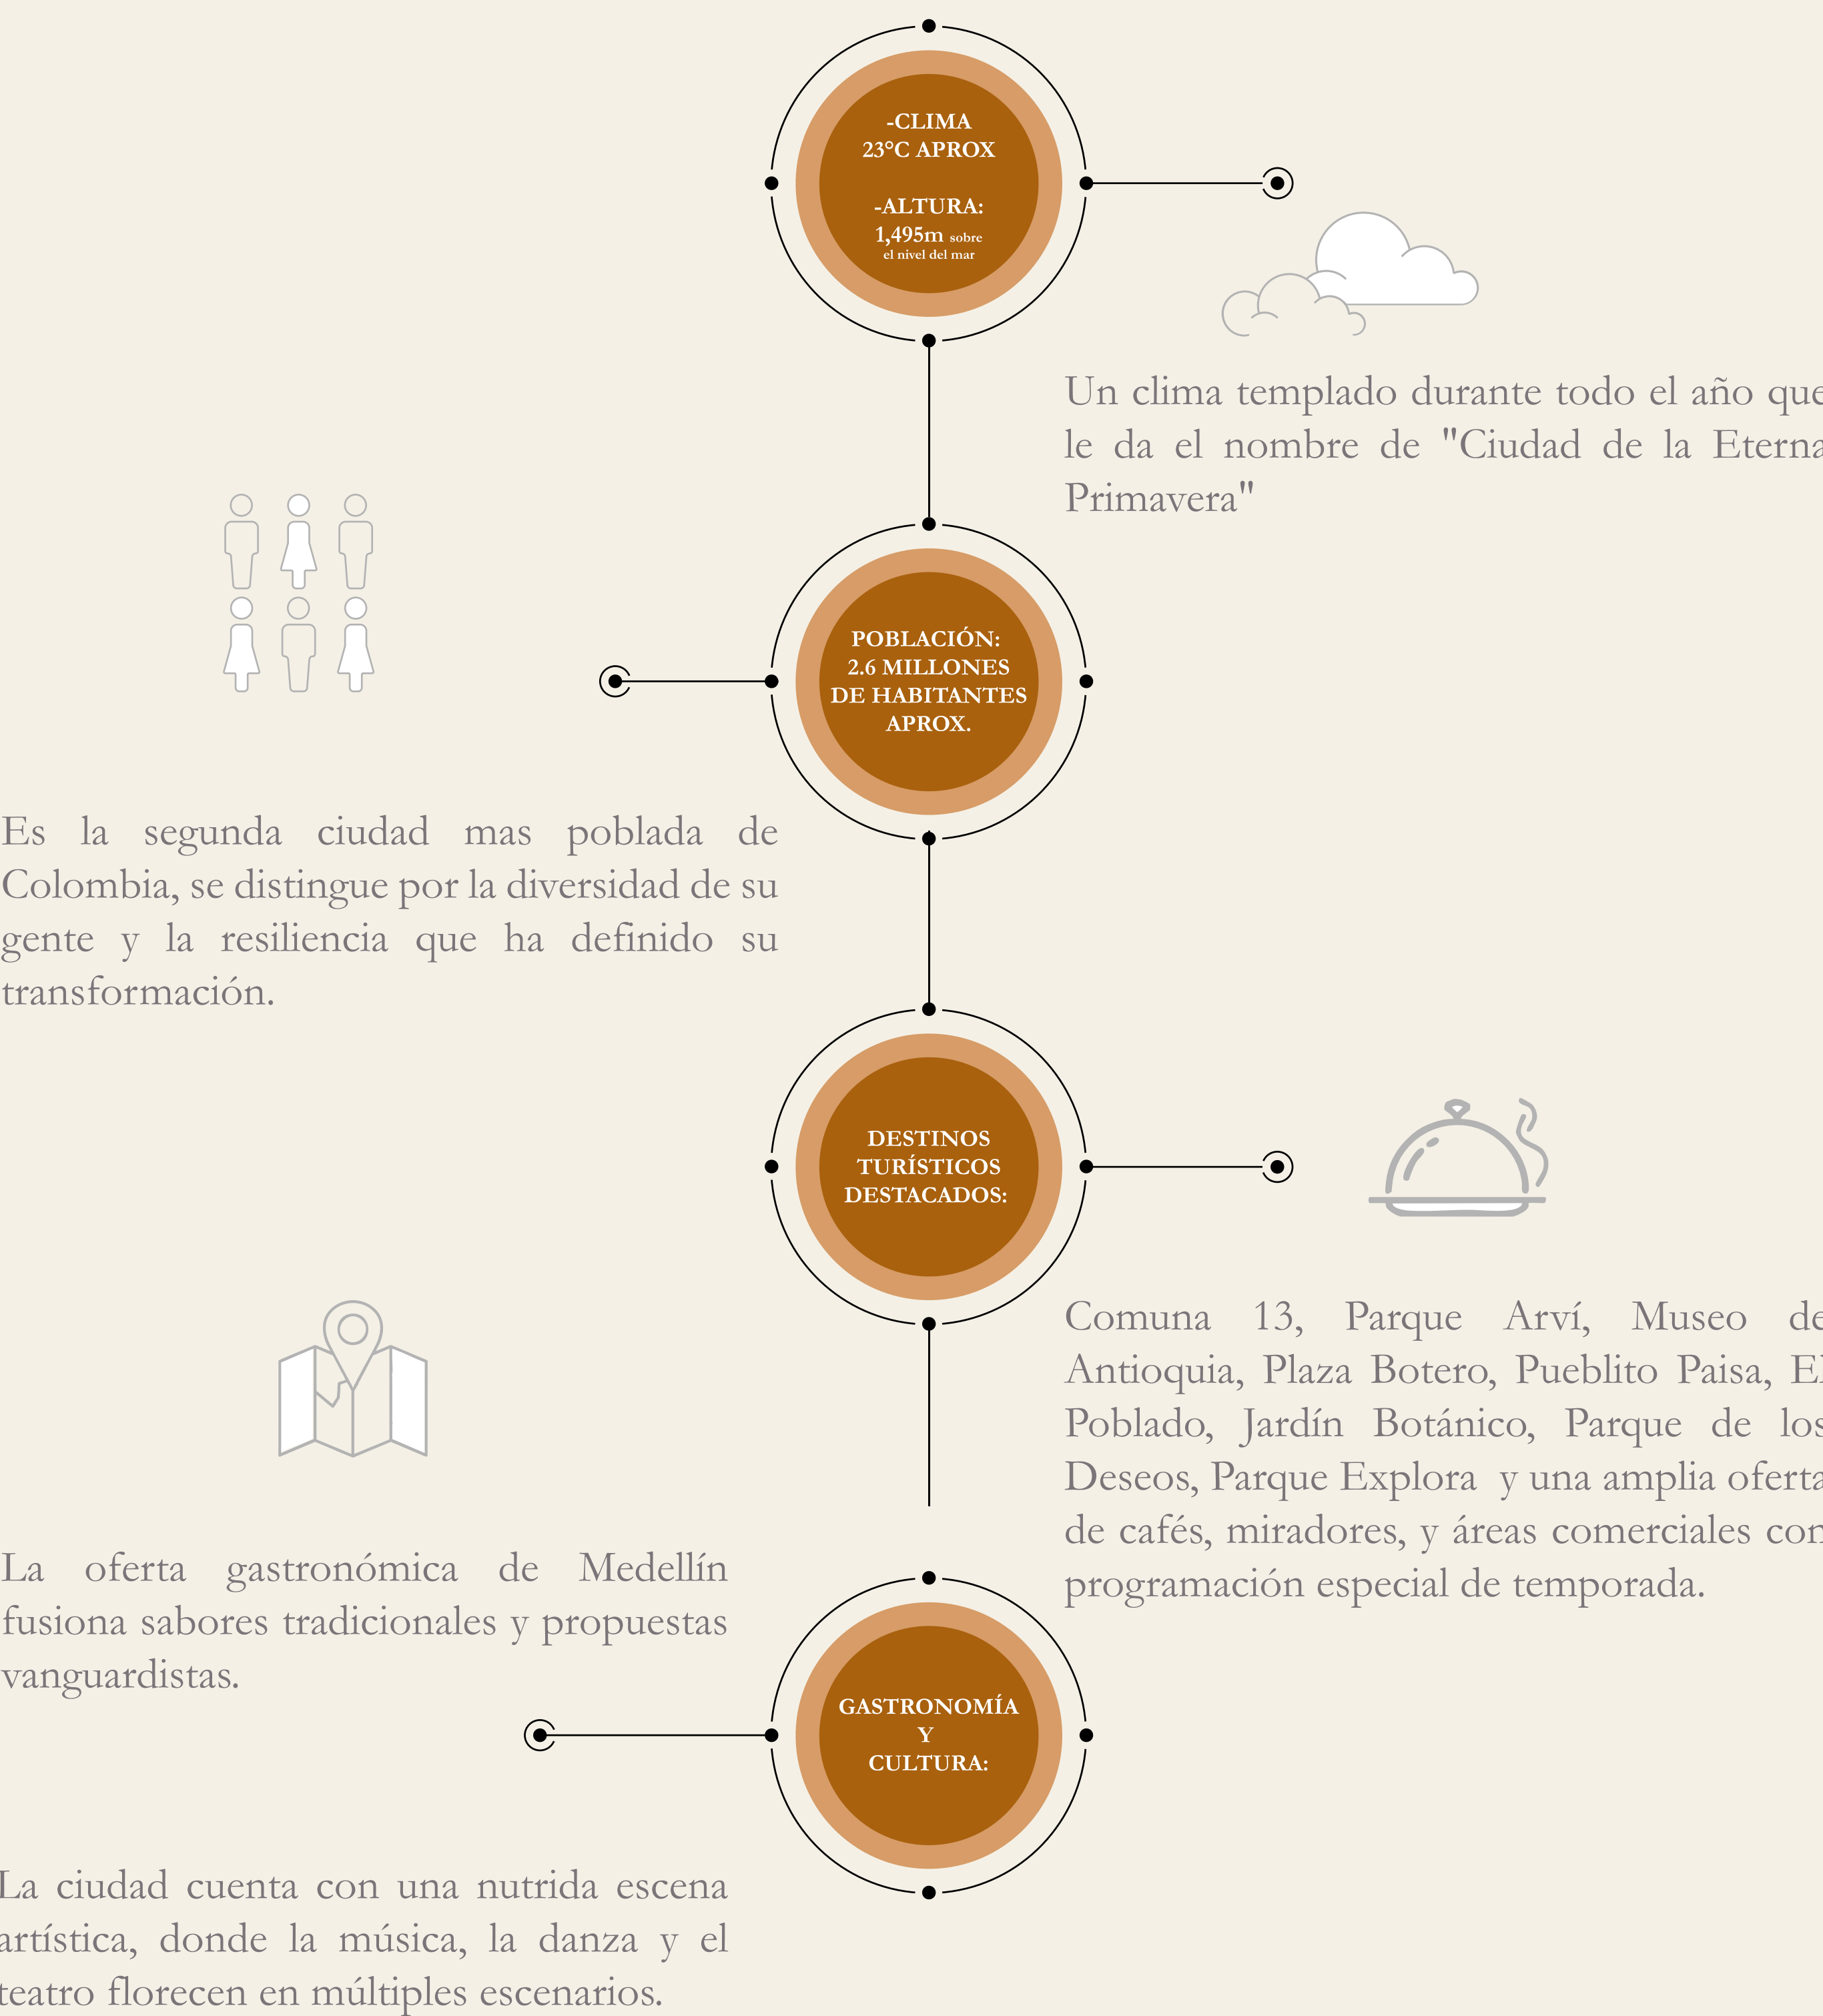 -CLIMA
23°C APROX
-ALTURA:
1,495m sobre
el nivel del mar
Un clima templado durante todo el año que
le da el nombre de "Ciudad de la Eterna
Primavera"
POBLACIÓN:
2.6 MILLONES
DE HABITANTES
APROX.
Es la segunda ciudad mas poblada de
Colombia, se distingue por la diversidad de su
gente y la resiliencia que ha definido su
transformación.
DESTINOS
TURÍSTICOS
DESTACADOS:
Comuna 13, Parque Arví, Museo de
Antioquia, Plaza Botero, Pueblito Paisa, El
Poblado, Jardín Botánico, Parque de los
Deseos, Parque Explora y una amplia oferta
de cafés, miradores, y áreas comerciales con
programación especial de temporada.
La oferta gastronómica de Medellín
fusiona sabores tradicionales y propuestas
vanguardistas.
GASTRONOMÍA
Y
CULTURA:
La ciudad cuenta con una nutrida escena
artística, donde la música, la danza y el
teatro florecen en múltiples escenarios.